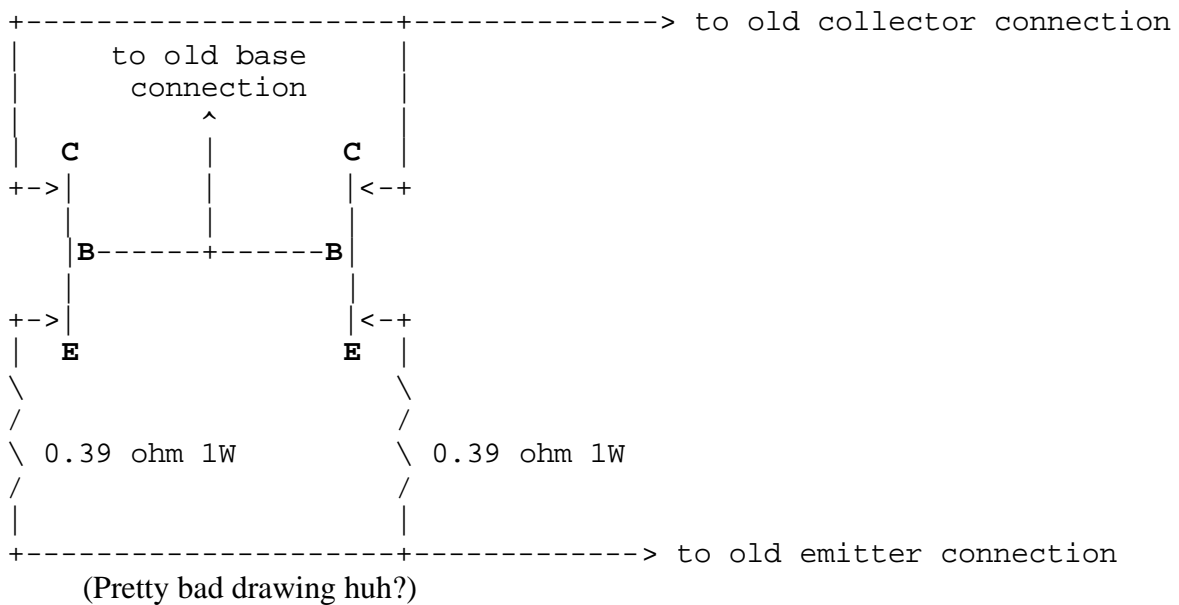 +----------------------+---------------> to old collector connection
|     to old base      |
|      connection      |
|          ^           |
|  C       |       C   |
+->|       |       |<-+
|       |       |
|B------+------B|
|               |
+->|               |<-+
|  E               E  |
\                     \
/                     /
\ 0.39 ohm 1W         \ 0.39 ohm 1W
/                     /
|                     |
+----------------------+-------------> to old emitter connection
(Pretty bad drawing huh?)